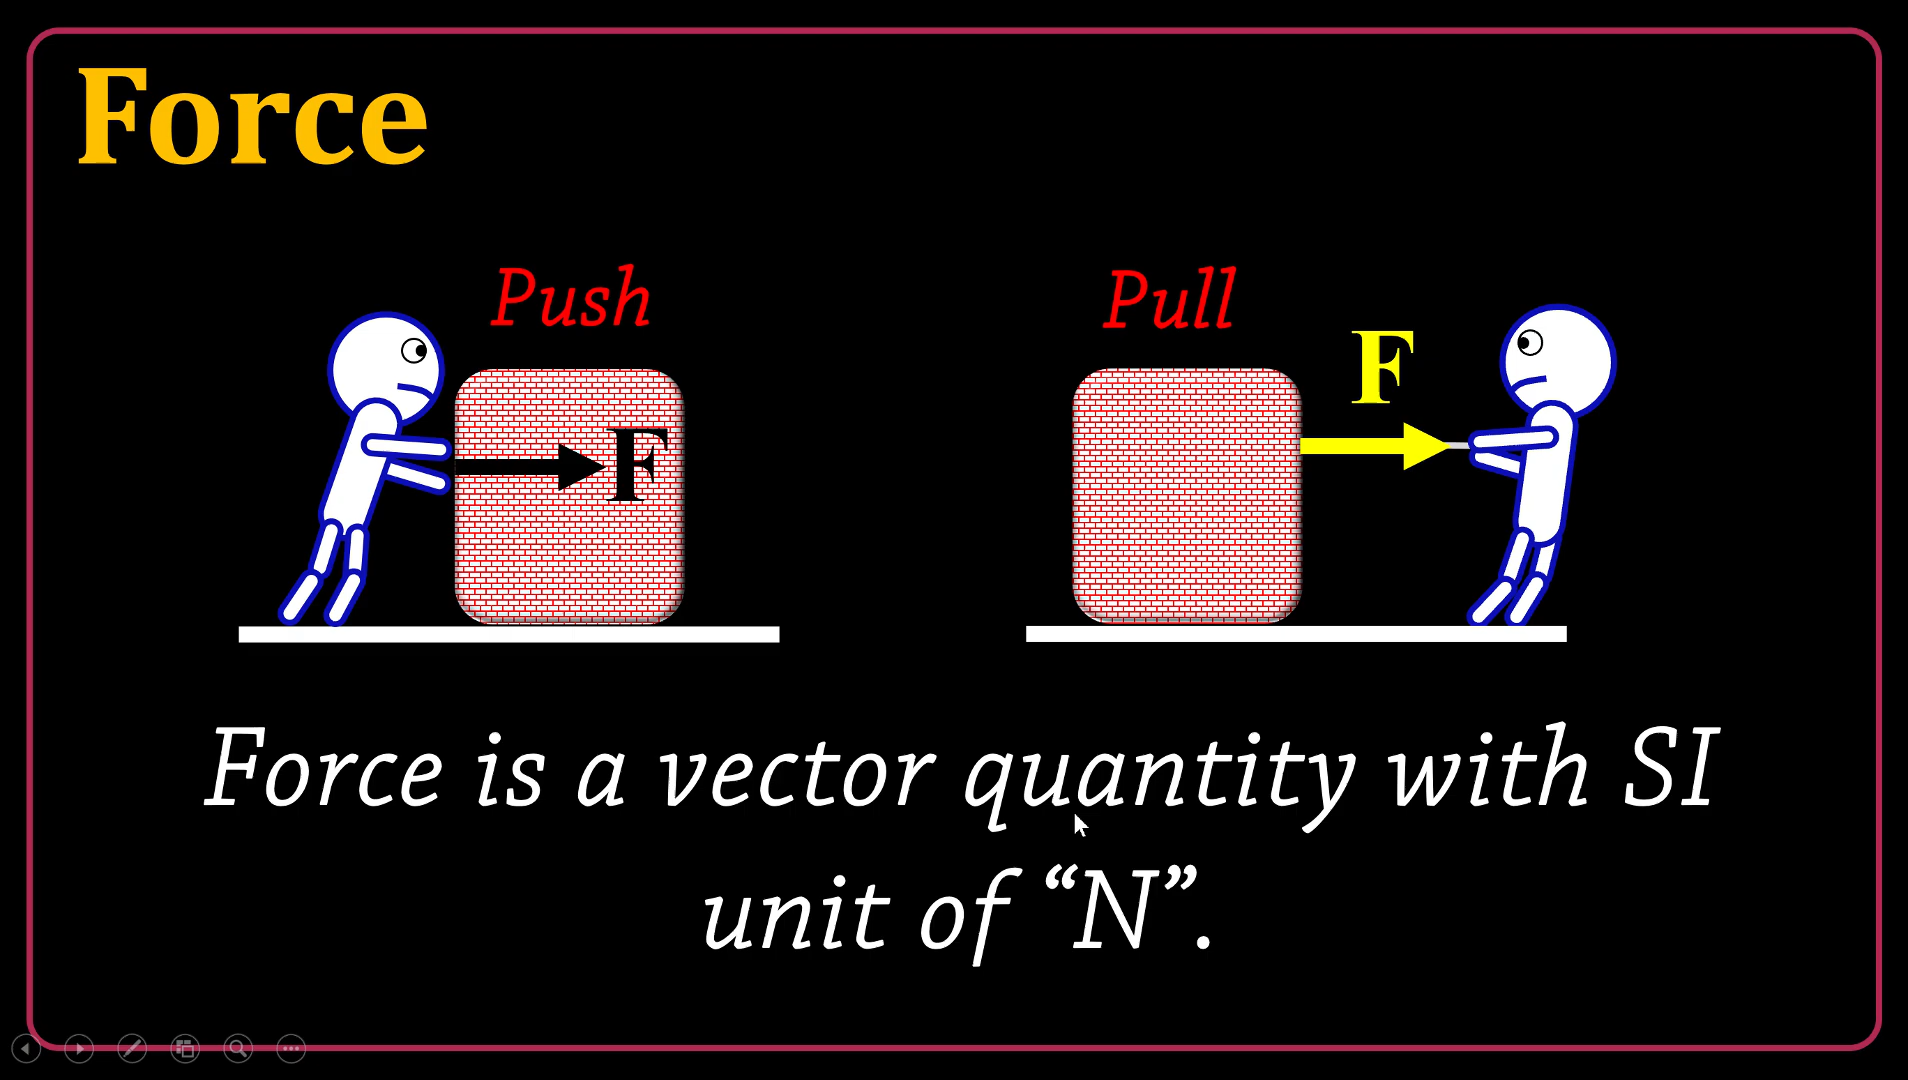 Force
Push
Pull
F
F
Force is a vector quantity with SI
unit of “N”.